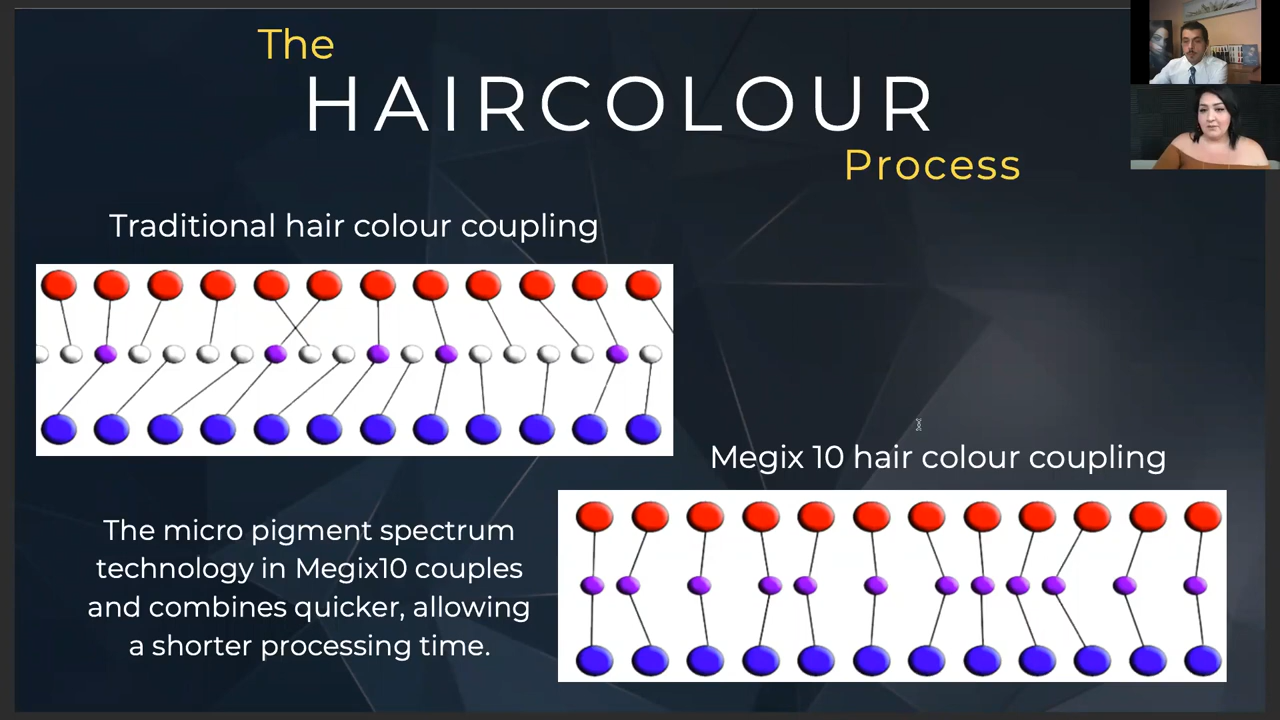 The
HAIRCOLOUR
Process
Traditional hair colour coupling
Megix 10 hair colour coupling
The micro pigment spectrum
technology in Megix10 couples
and combines quicker, allowing
a shorter processing time.